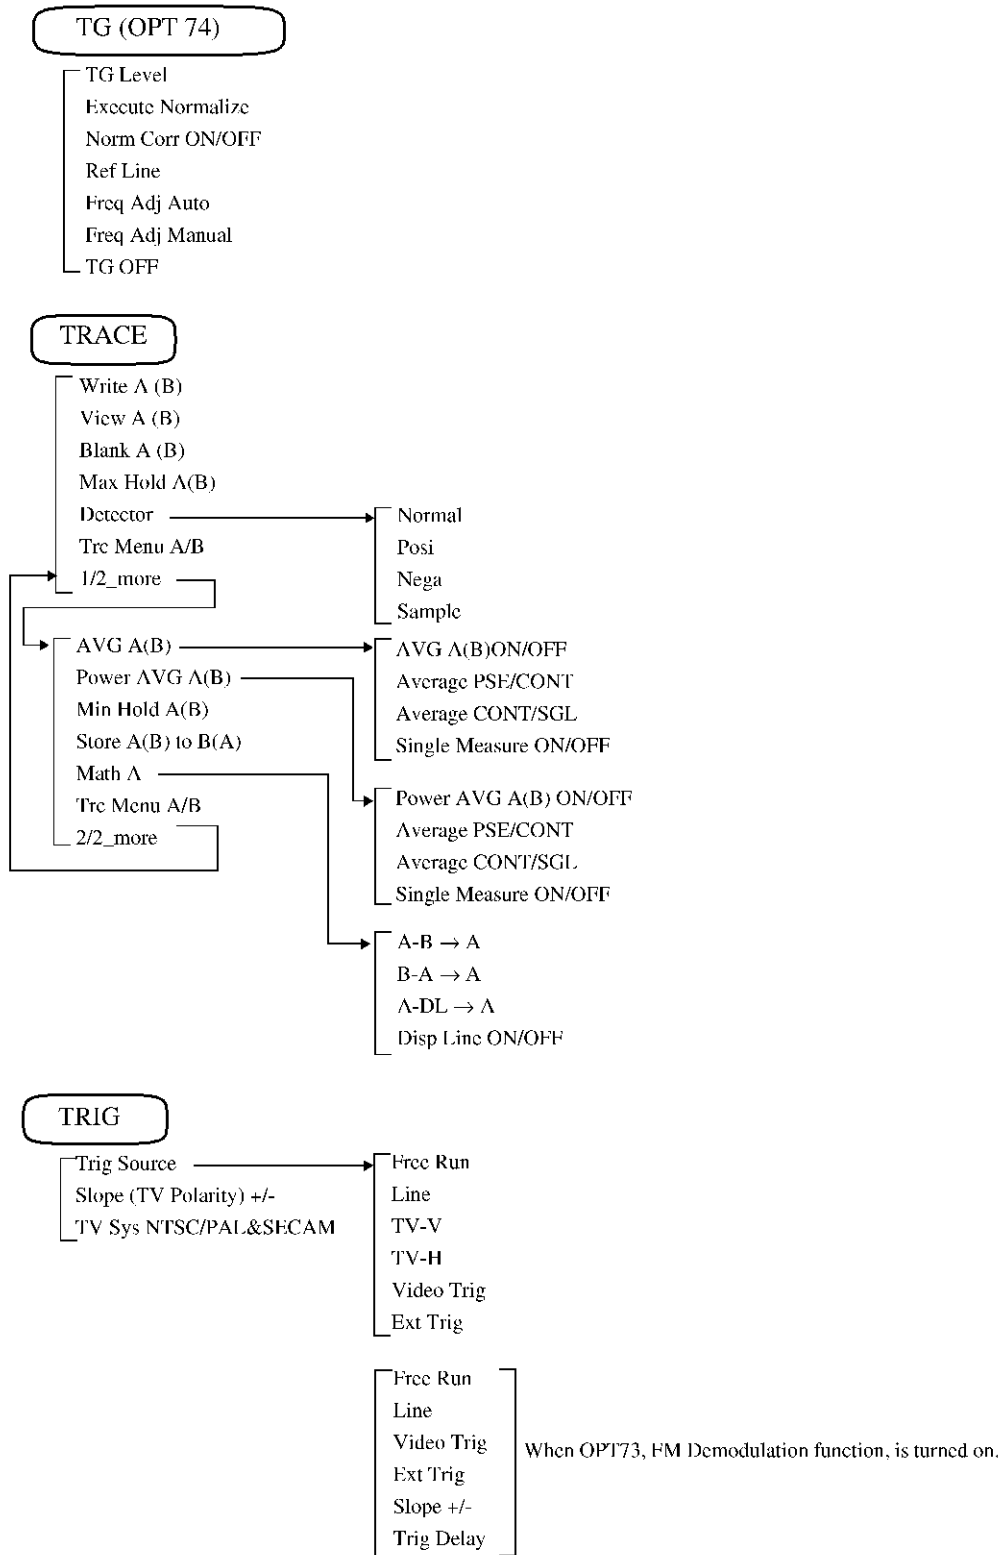 TG (OPT 74)
TG Level
Execute Normalize
Norm Corr ON/OFF
Ref Line
Freq Adj Auto
Freq Adj Manual
TG OFF
TRACE
Write A (B)
View A (B)
Blank A (B)
Max Hold A(B)
Detector
Trc Menu A/B
1/2_more
Normal
Posi
Nega
Sample
AVG A(B)
Power AVG A(B)
Min Hold A(B)
Store A(B) to B(A)
Math A
Trc Menu A/B
2/2_more
AVG A(B)ON/OFF
Average PSE/CONT
Average CONT/SGL
Single Measure ON/OFF
Power AVG A(B) ON/OFF
Average PSE/CONT
Average CONT/SGL
Single Measure ON/OFF
A-B → A
B-A → A
A-DL → A
Disp Line ON/OFF
TRIG
Trig Source
Slope (TV Polarity) +/-
TV Sys NTSC/PAL&SECAM
Free Run
Line
TV-V
TV-H
Video Trig
Ext Trig
Free Run
Line
Video Trig
Ext Trig
Slope +/-
Trig Delay
When OPT73, FM Demodulation function, is turned on.